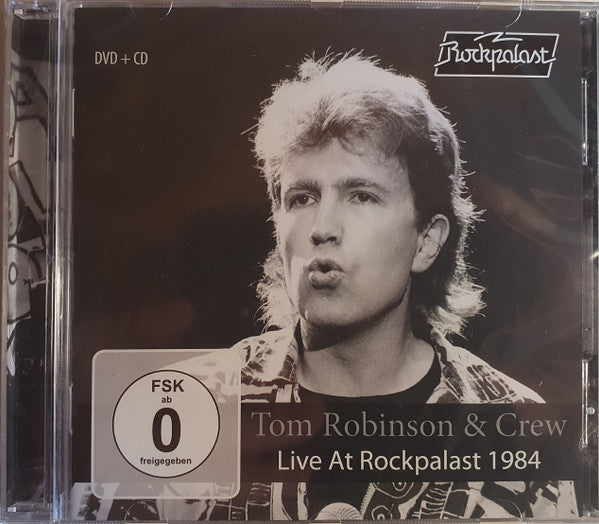 DVD + CD
Rockpalast
FSK
ab
0
freigegeben
Tom Robinson & Crew
Live At Rockpalast 1984